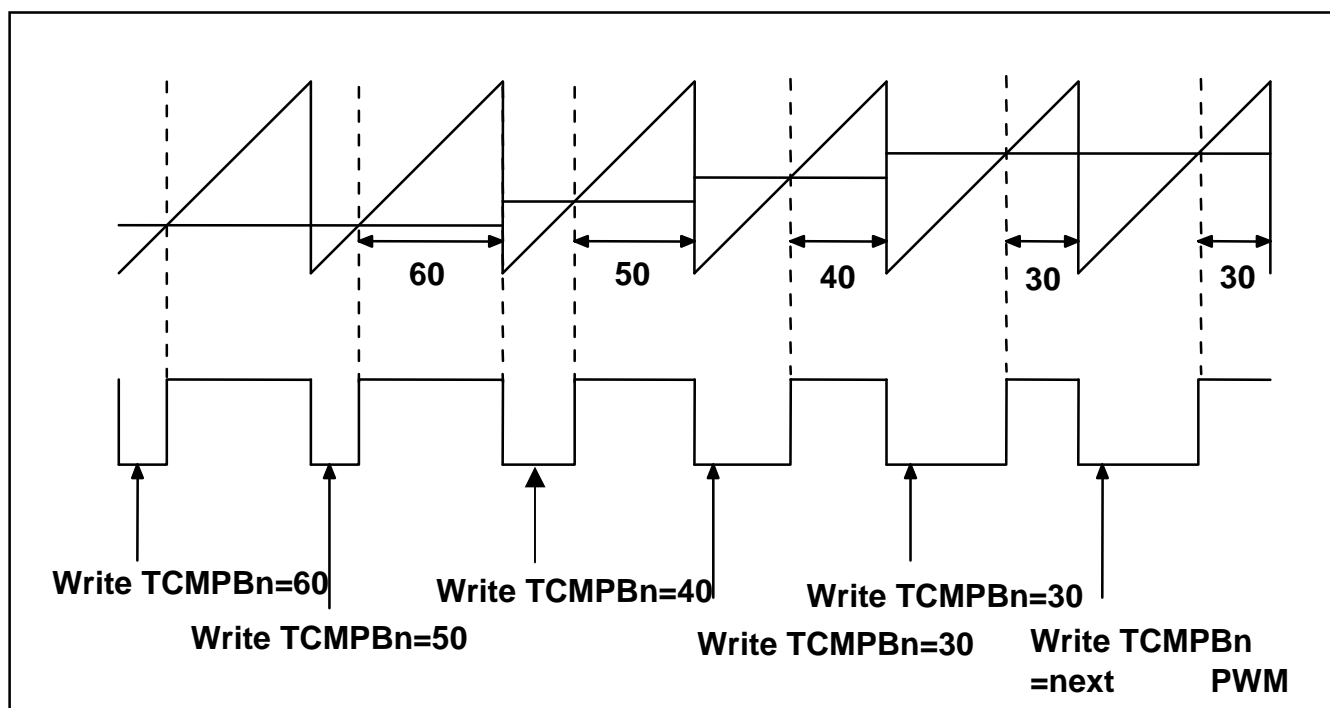 60
50
40
30
30
Write TCMPBn=60
Write TCMPBn=40
Write TCMPBn=30
Write TCMPBn=50
Write TCMPBn=30
Write TCMPBn
=next PWM